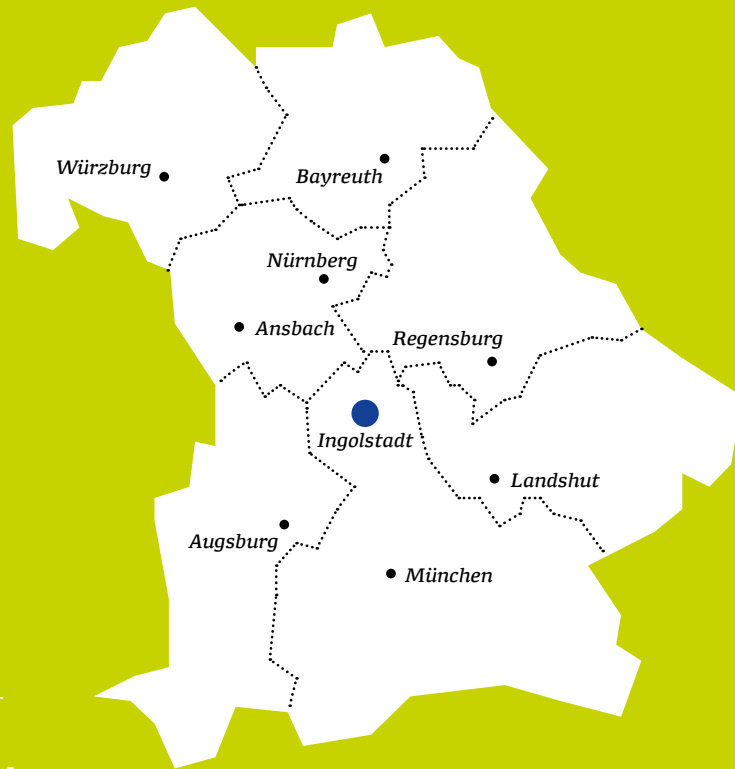 Würzburg
Bayreuth
Nürnberg
Ansbach
Regensburg
Ingolstadt
Landshut
Augsburg
München